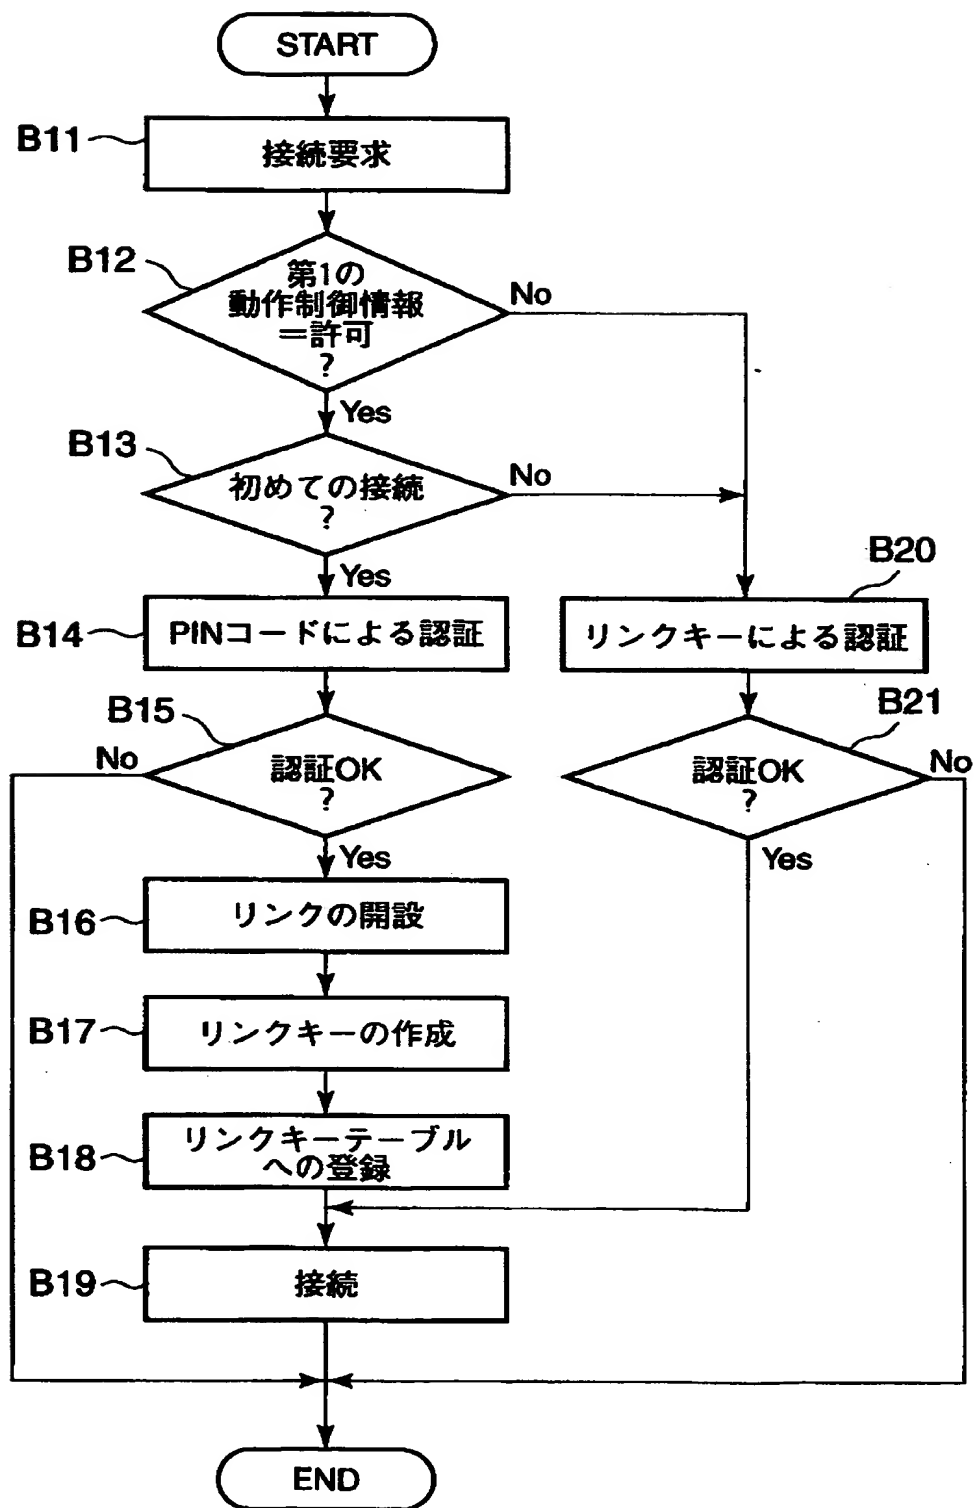 START
B11
接続要求
B12
第1の
動作制御情報
＝許可
?
No
Yes
B13
初めての接続
?
No
Yes
B14
PINコードによる認証
B20
リンクキーによる認証
B15
認証OK
?
No
Yes
B21
認証OK
?
No
Yes
B16
リンクの開設
B17
リンクキーの作成
B18
リンクキーテーブル
への登録
B19
接続
END